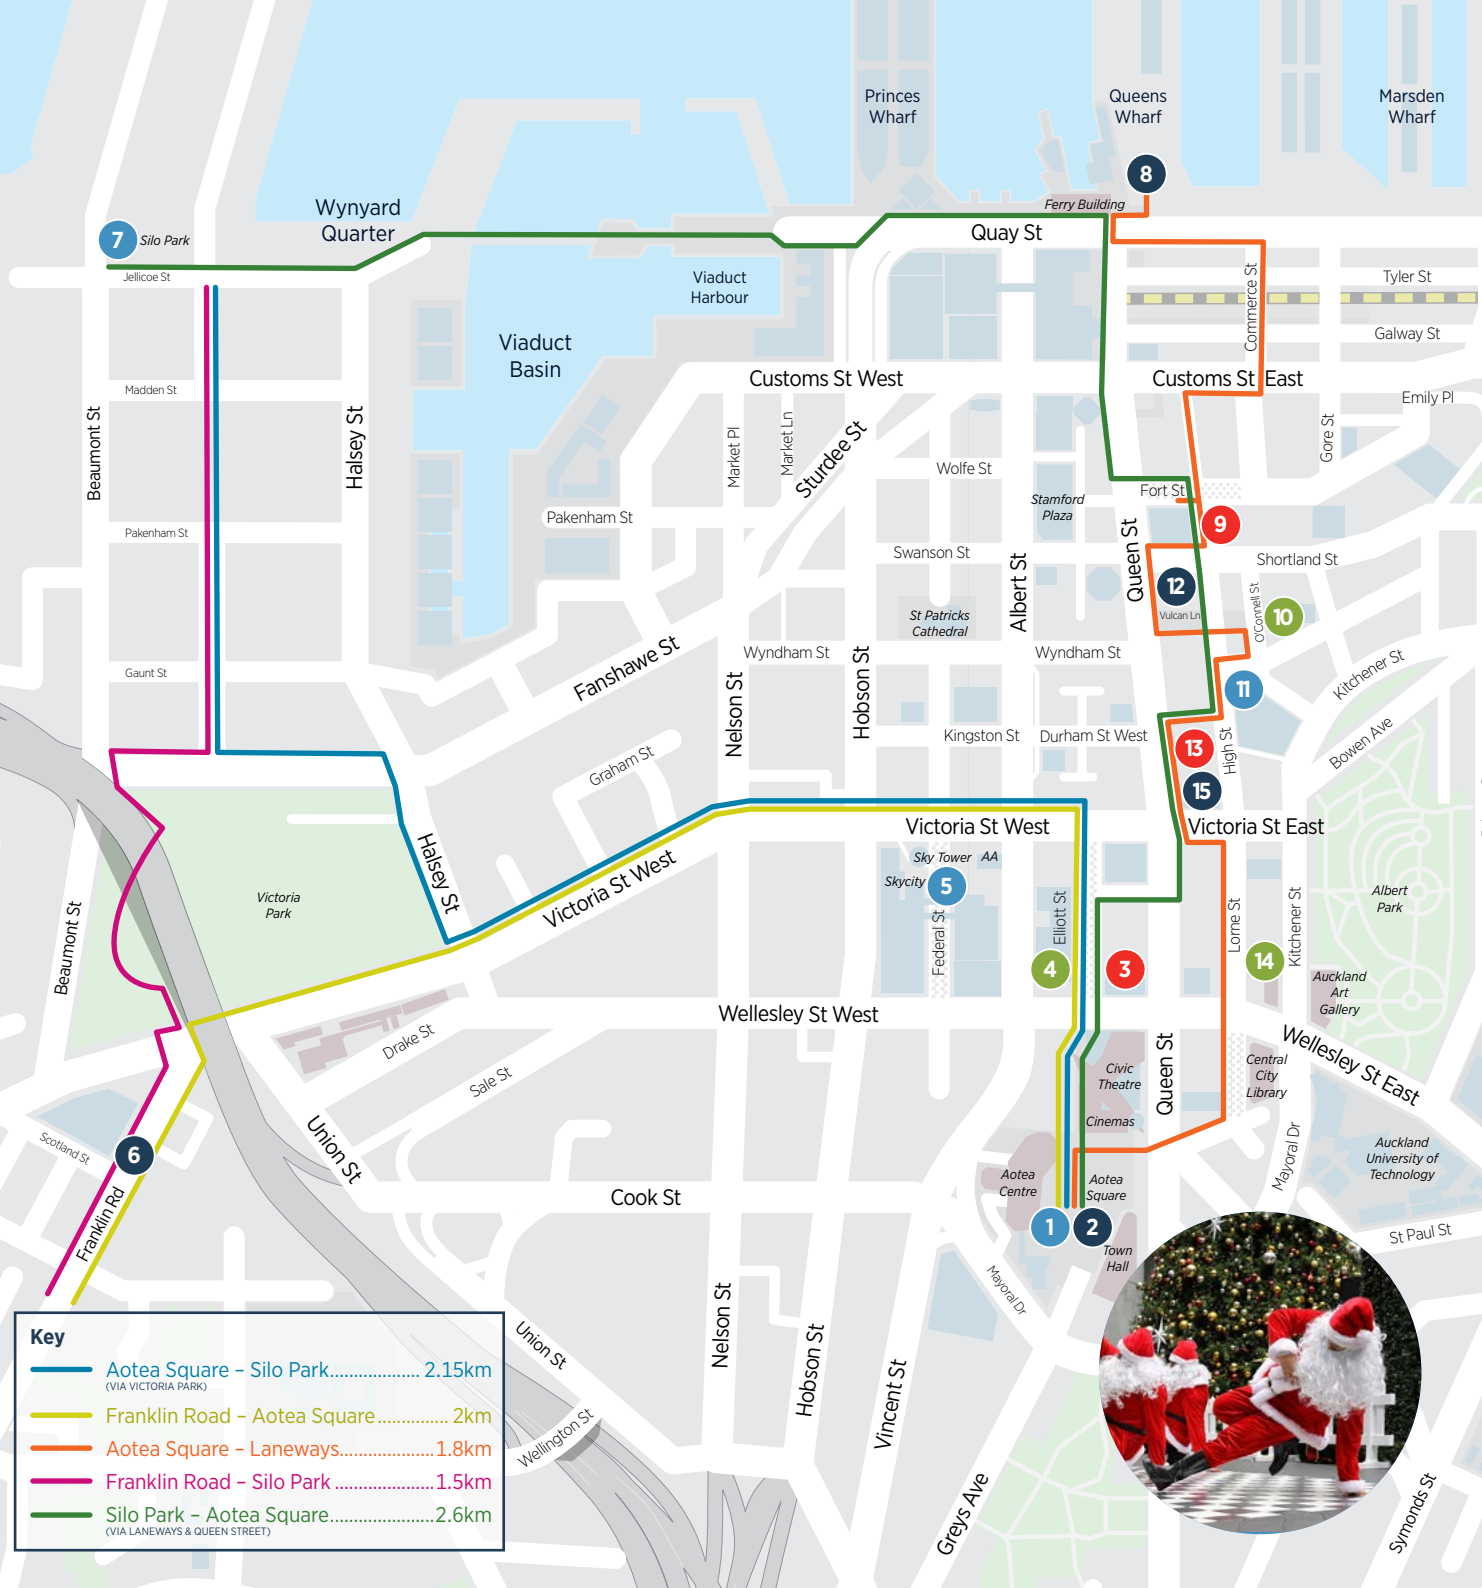 Princes
Wharf
Queens
Wharf
Marsden
Wharf
8
Ferry Building
Wynyard
Quarter
7
Silo Park
Quay St
Jellicoe St
Viaduct
Harbour
Tyler St
Commerce St
Galway St
Viaduct
Basin
Customs St West
Customs St East
Madden St
Emily Pl
Beaumont St
Halsey St
Market Pl
Market Ln
Sturdee St
Gore St
Wolfe St
Stamford
Plaza
Fort St
Pakenham St
Pakenham St
9
Swanson St
Queen St
Shortland St
Albert St
12
Vulcan Ln
O'Connell St
10
St Patricks
Cathedral
Fanshawe St
Wyndham St
Wyndham St
Gaunt St
Kitchener St
11
Nelson St
Hobson St
Kingston St
Durham St West
13
High St
Bowen Ave
Graham St
15
Victoria St West
Victoria St East
Halsey St
Sky Tower
AA
Skycity
5
Victoria St West
Victoria
Park
Albert
Park
Elliott St
Federal St
Lorne St
Kitchener St
Beaumont St
4
3
14
Auckland
Art
Gallery
Wellesley St West
Drake St
Wellesley St East
Civic
Theatre
Queen St
Central
City
Library
Sale St
Cinemas
Scotland St
6
Union St
Mayoral Dr
Auckland
University of
Technology
Aotea
Centre
Aotea
Square
Cook St
Franklin Rd
1
2
Town
Hall
St Paul St
Mayoral Dr
Nelson St
Hobson St
Vincent St
Union St
Wellington St
Greys Ave
Symonds St
Key
Aotea Square – Silo Park.................... 2.15km
(VIA VICTORIA PARK)
Franklin Road – Aotea Square............... 2km
Aotea Square – Laneways.....................1.8km
Franklin Road – Silo Park ......................1.5km
Silo Park – Aotea Square.......................2.6km
(VIA LANEWAYS & QUEEN STREET)